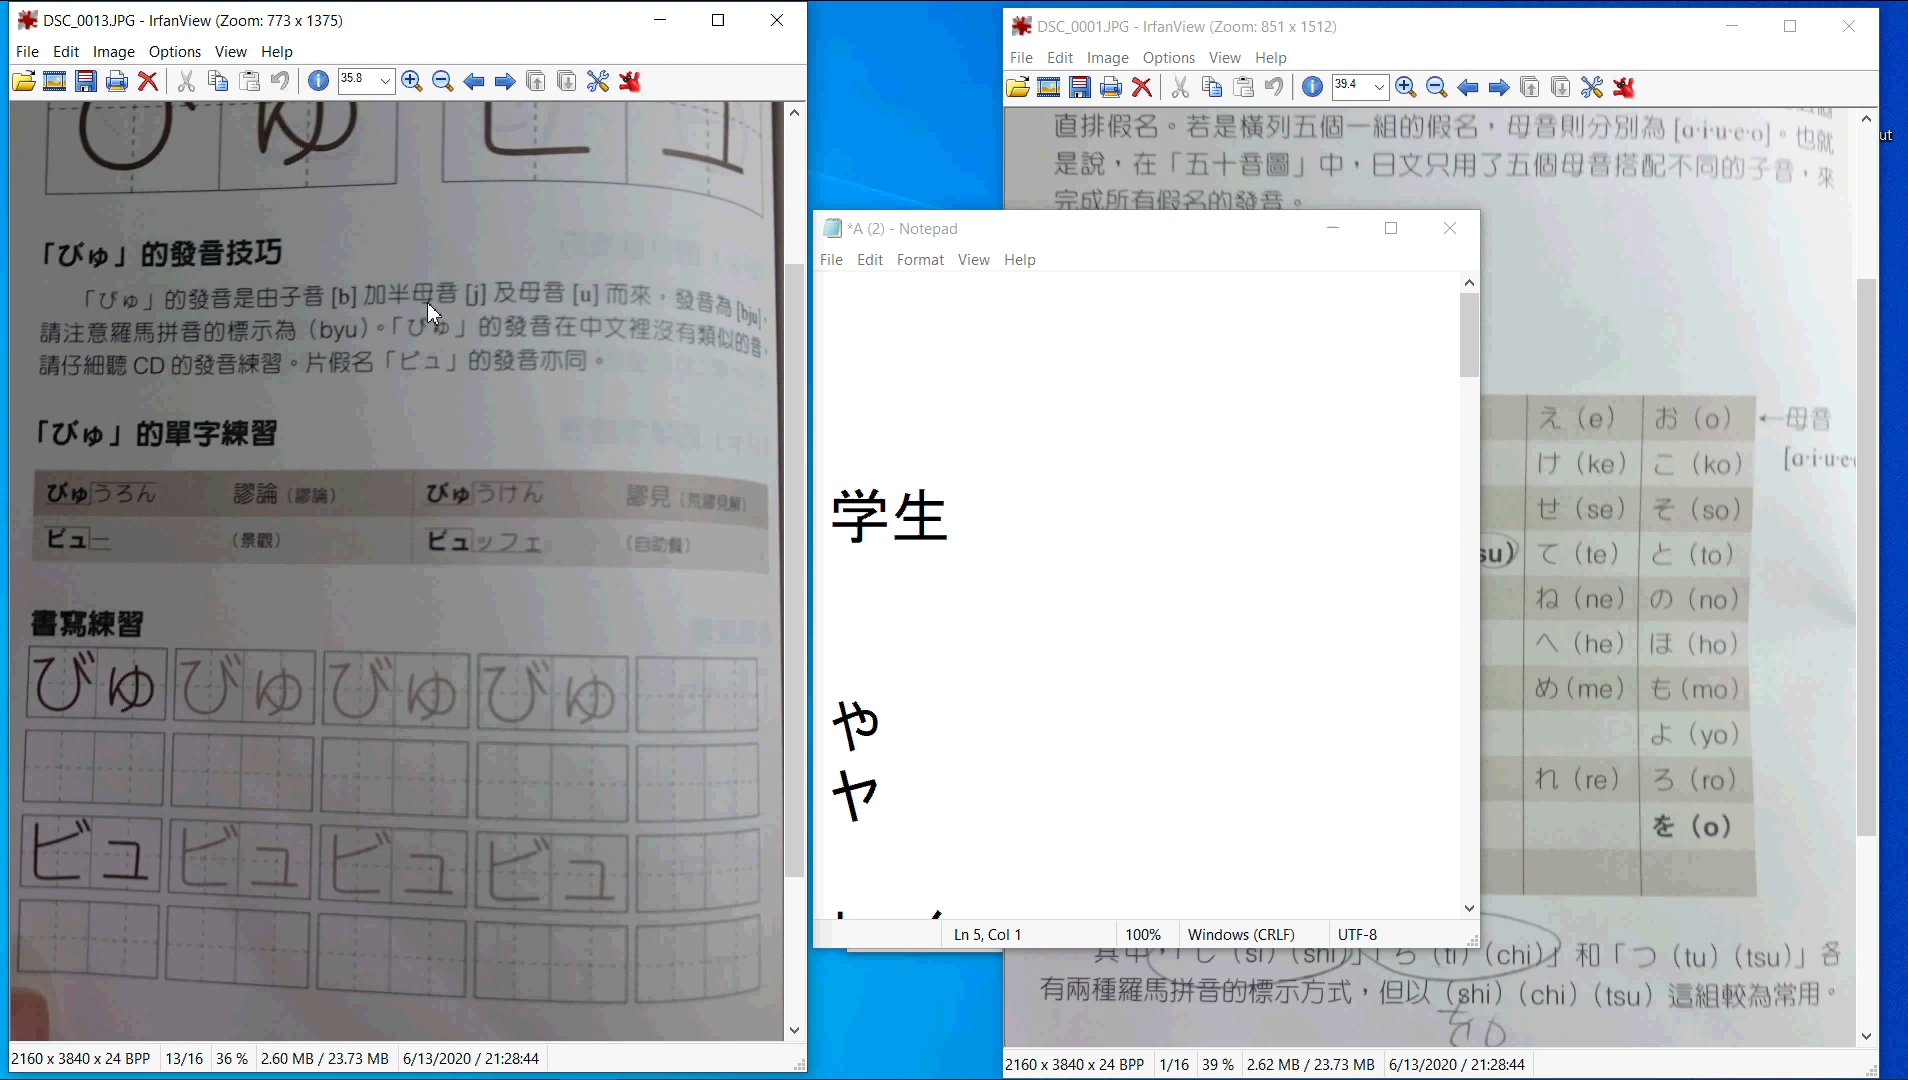 DSC_0013.JPG - IrfanView (Zoom: 773 x 1375)
File Edit Image Options View Help
35.8
びゅ ピュ
「びゅ」的發音技巧
「びゅ」的發音是由子音 [b] 加半母音 [j] 及母音 [u] 而來，發音為 [bju]，
請注意羅馬拼音的標示為（byu）。「びゅ」的發音在中文裡沒有類似的音，
請仔細聽 CD 的發音練習。片假名「ビュ」的發音亦同。
「びゅ」的單字練習
びゅうろん 謬論（謬論） びゅうけん 謬見（荒謬見解）
ビュー （景觀） ビュッフェ （自助餐）
書寫練習
びゅ びゅ びゅ びゅ
ビュ ビュ ビュ ビュ
2160 x 3840 x 24 BPP 13/16 36 % 2.60 MB / 23.73 MB 6/13/2020 / 21:28:44
*A (2) - Notepad
File Edit Format View Help
学生
や
ヤ
Ln 5, Col 1 100% Windows (CRLF) UTF-8
DSC_0001.JPG - IrfanView (Zoom: 851 x 1512)
File Edit Image Options View Help
39.4
直排假名。若是橫列五個一組的假名，母音則分別為 [ɑ·i·u·e·o]。也就
是說，在「五十音圖」中，日文只用了五個母音搭配不同的子音，來
完成所有假名的發音。
え（e） お（o） ←母音
け（ke） こ（ko） [ɑ·i·u·e·
せ（se） そ（so）
su） て（te） と（to）
ね（ne） の（no）
へ（he） ほ（ho）
め（me） も（mo）
よ（yo）
れ（re） ろ（ro）
を（o）
其中，「し（si）（shi）」「ち（ti）（chi）」和「つ（tu）（tsu）」各
有兩種羅馬拼音的標示方式，但以（shi）（chi）（tsu）這組較為常用。
2160 x 3840 x 24 BPP 1/16 39 % 2.62 MB / 23.73 MB 6/13/2020 / 21:28:44
ut